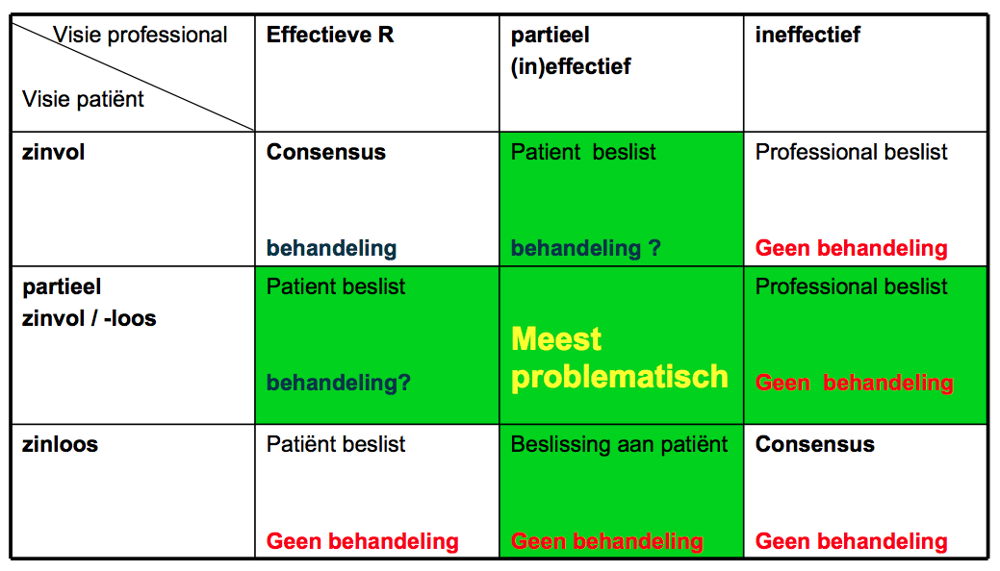 Visie professional
Visie patiënt
Effectieve R
partieel
(in)effectief
ineffectief
zinvol
Consensus
behandeling
Patient beslist
behandeling ?
Professional beslist
Geen behandeling
partieel
zinvol / -loos
Patient beslist
behandeling?
Meest
problematisch
Professional beslist
Geen behandeling
zinloos
Patiënt beslist
Geen behandeling
Beslissing aan patiënt
Geen behandeling
Consensus
Geen behandeling